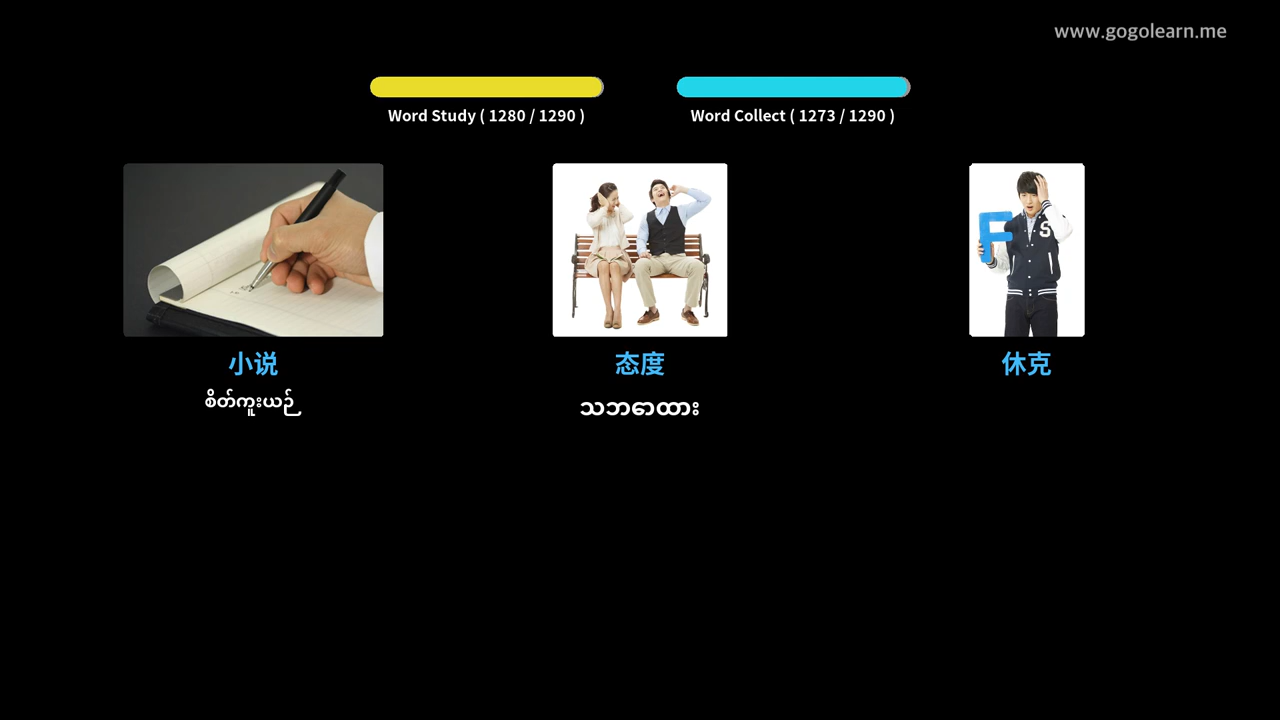 www.gogolearn.me
Word Study ( 1280 / 1290 )
Word Collect ( 1273 / 1290 )
小说
态度
休克
စိတ်ကူးယဉ်
သဘောထား
F
S